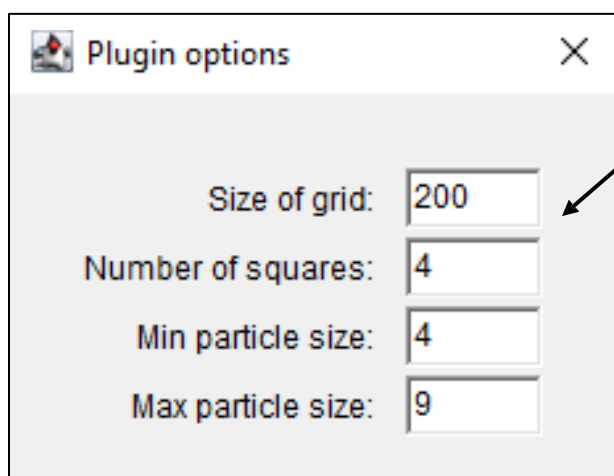 Plugin options
Size of grid: 200
Number of squares: 4
Min particle size: 4
Max particle size: 9